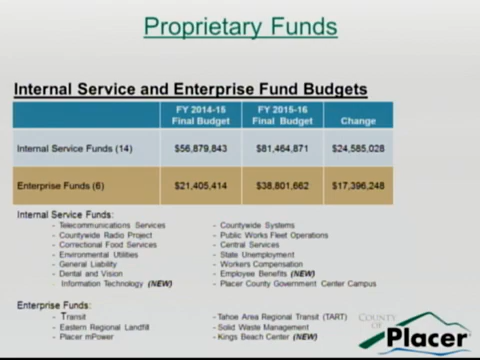 Proprietary Funds
Internal Service and Enterprise Fund Budgets
FY 2014-15 Final Budget FY 2015-16 Final Budget Change
Internal Service Funds (14) $56,879,843 $81,464,871 $24,585,028
Enterprise Funds (6) $21,405,414 $38,801,662 $17,396,248
Internal Service Funds:
- Telecommunications Services - Countywide Systems
- Countywide Radio Project - Public Works Fleet Operations
- Correctional Food Services - Central Services
- Environmental Utilities - State Unemployment
- General Liability - Workers Compensation
- Dental and Vision - Employee Benefits (NEW)
- Information Technology (NEW) - Placer County Government Center Campus
Enterprise Funds:
- Transit - Tahoe Area Regional Transit (TART)
- Eastern Regional Landfill - Solid Waste Management
- Placer mPower - Kings Beach Center (NEW)
COUNTY
OF
Placer